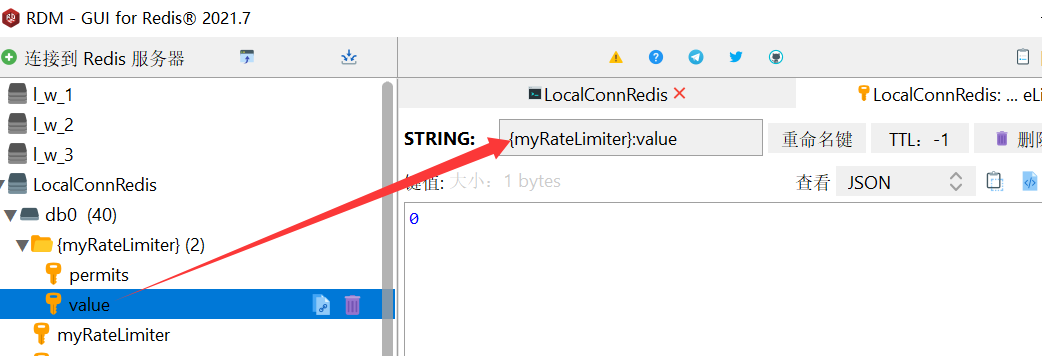 RDM - GUI for Redis® 2021.7
连接到 Redis 服务器
l_w_1
l_w_2
l_w_3
LocalConnRedis
db0 (40)
{myRateLimiter} (2)
permits
value
myRateLimiter
LocalConnRedis
LocalConnRedis: ... eLi
STRING:
{myRateLimiter}:value
重命名键
TTL：-1
键值:
大小：1 bytes
查看
JSON
0